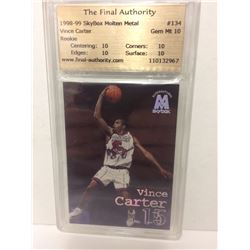 The Final Authority
1998-99 SkyBox Molten Metal #134
Vince Carter Gem Mt 10
Rookie
Centering: 10 Corners: 10
Edges: 10 Surface: 10
www.final-authority.com 110132967
M
Vince
Carter
15